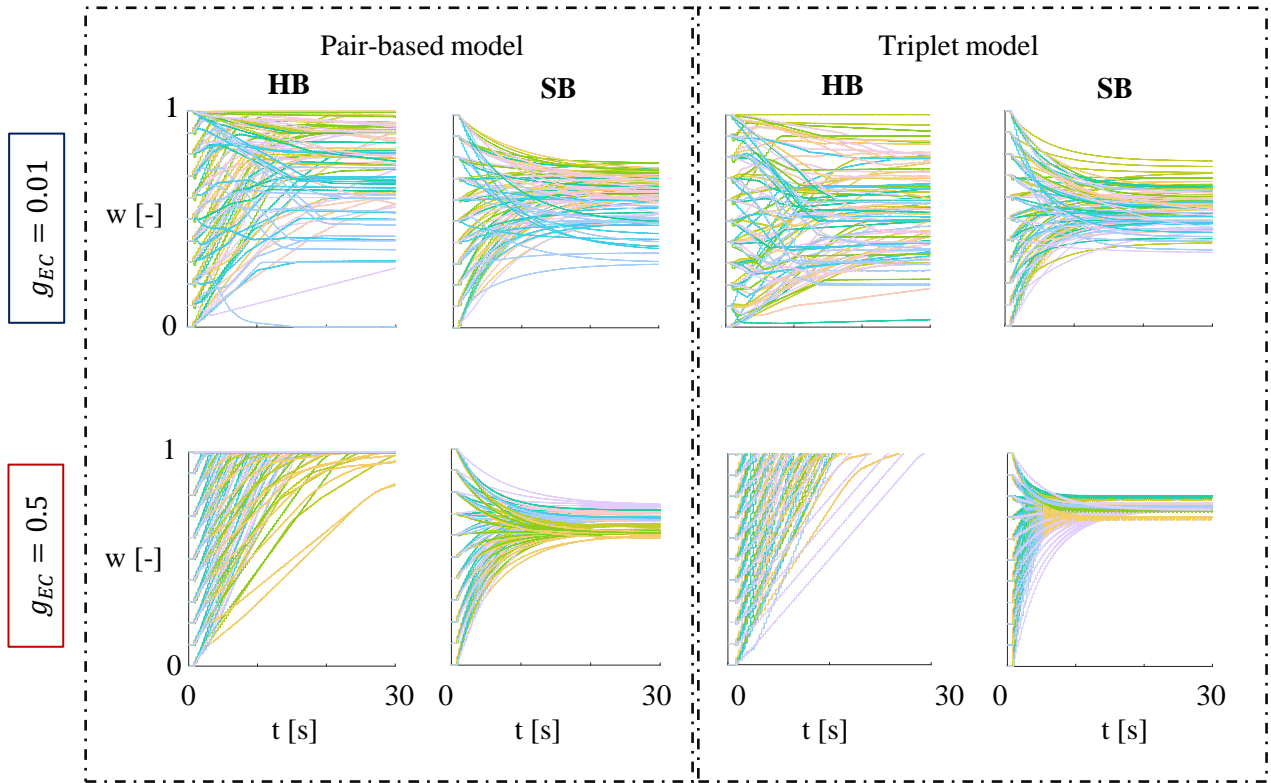 Pair-based model
Triplet model
HB
SB
HB
SB
g_EC = 0.01
1
w [-]
0
g_EC = 0.5
1
w [-]
0
0
30
0
30
0
30
0
30
t [s]
t [s]
t [s]
t [s]